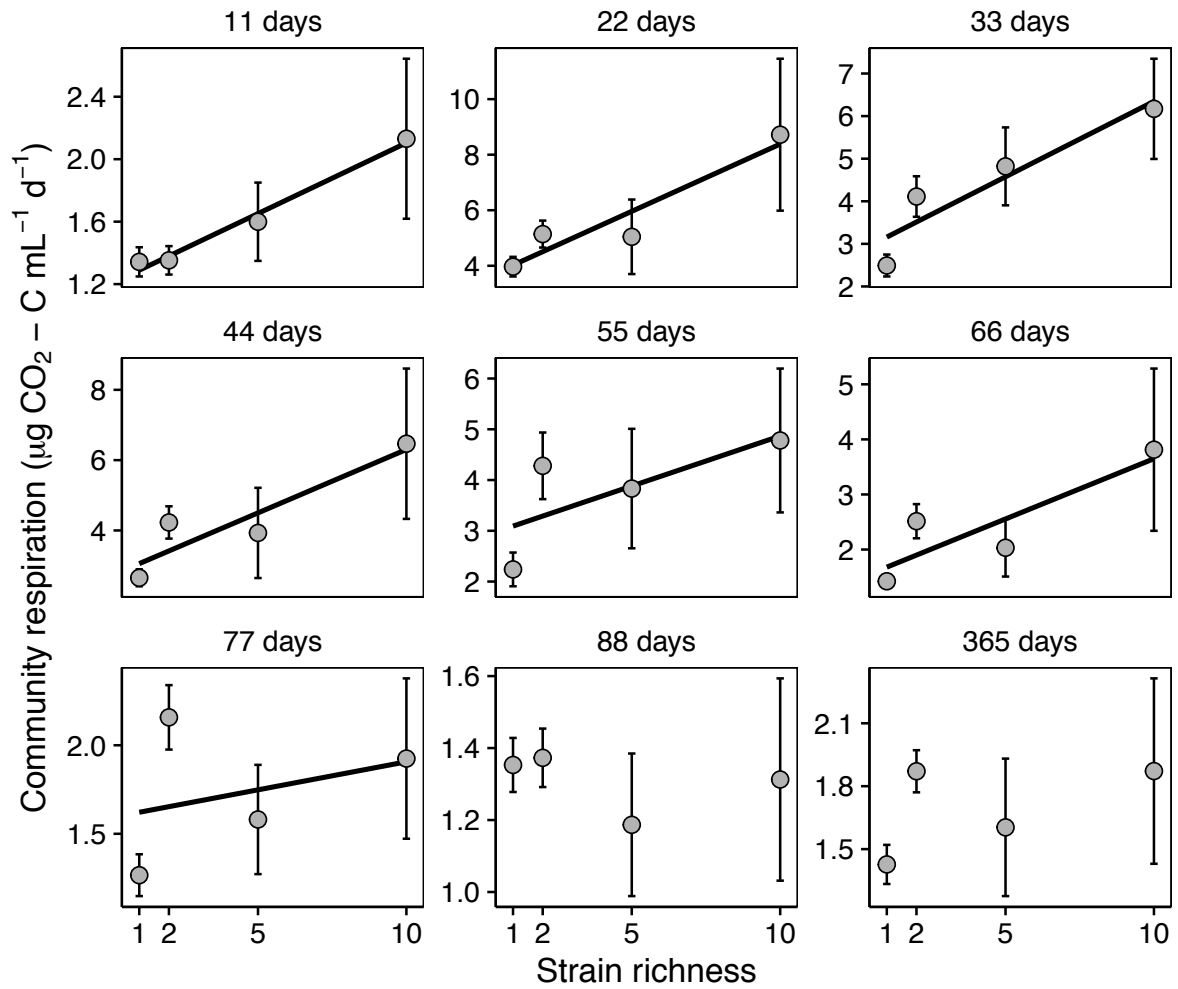 11 days
22 days
33 days
2.4
2.0
1.6
1.2
10
8
6
4
7
6
5
4
3
2
44 days
55 days
66 days
8
6
4
6
5
4
3
2
5
4
3
2
77 days
88 days
365 days
2.0
1.5
1.6
1.4
1.2
1.0
2.1
1.8
1.5
1 2 5 10
1 2 5 10
1 2 5 10
Strain richness
Community respiration (μg CO₂ – C mL⁻¹ d⁻¹)